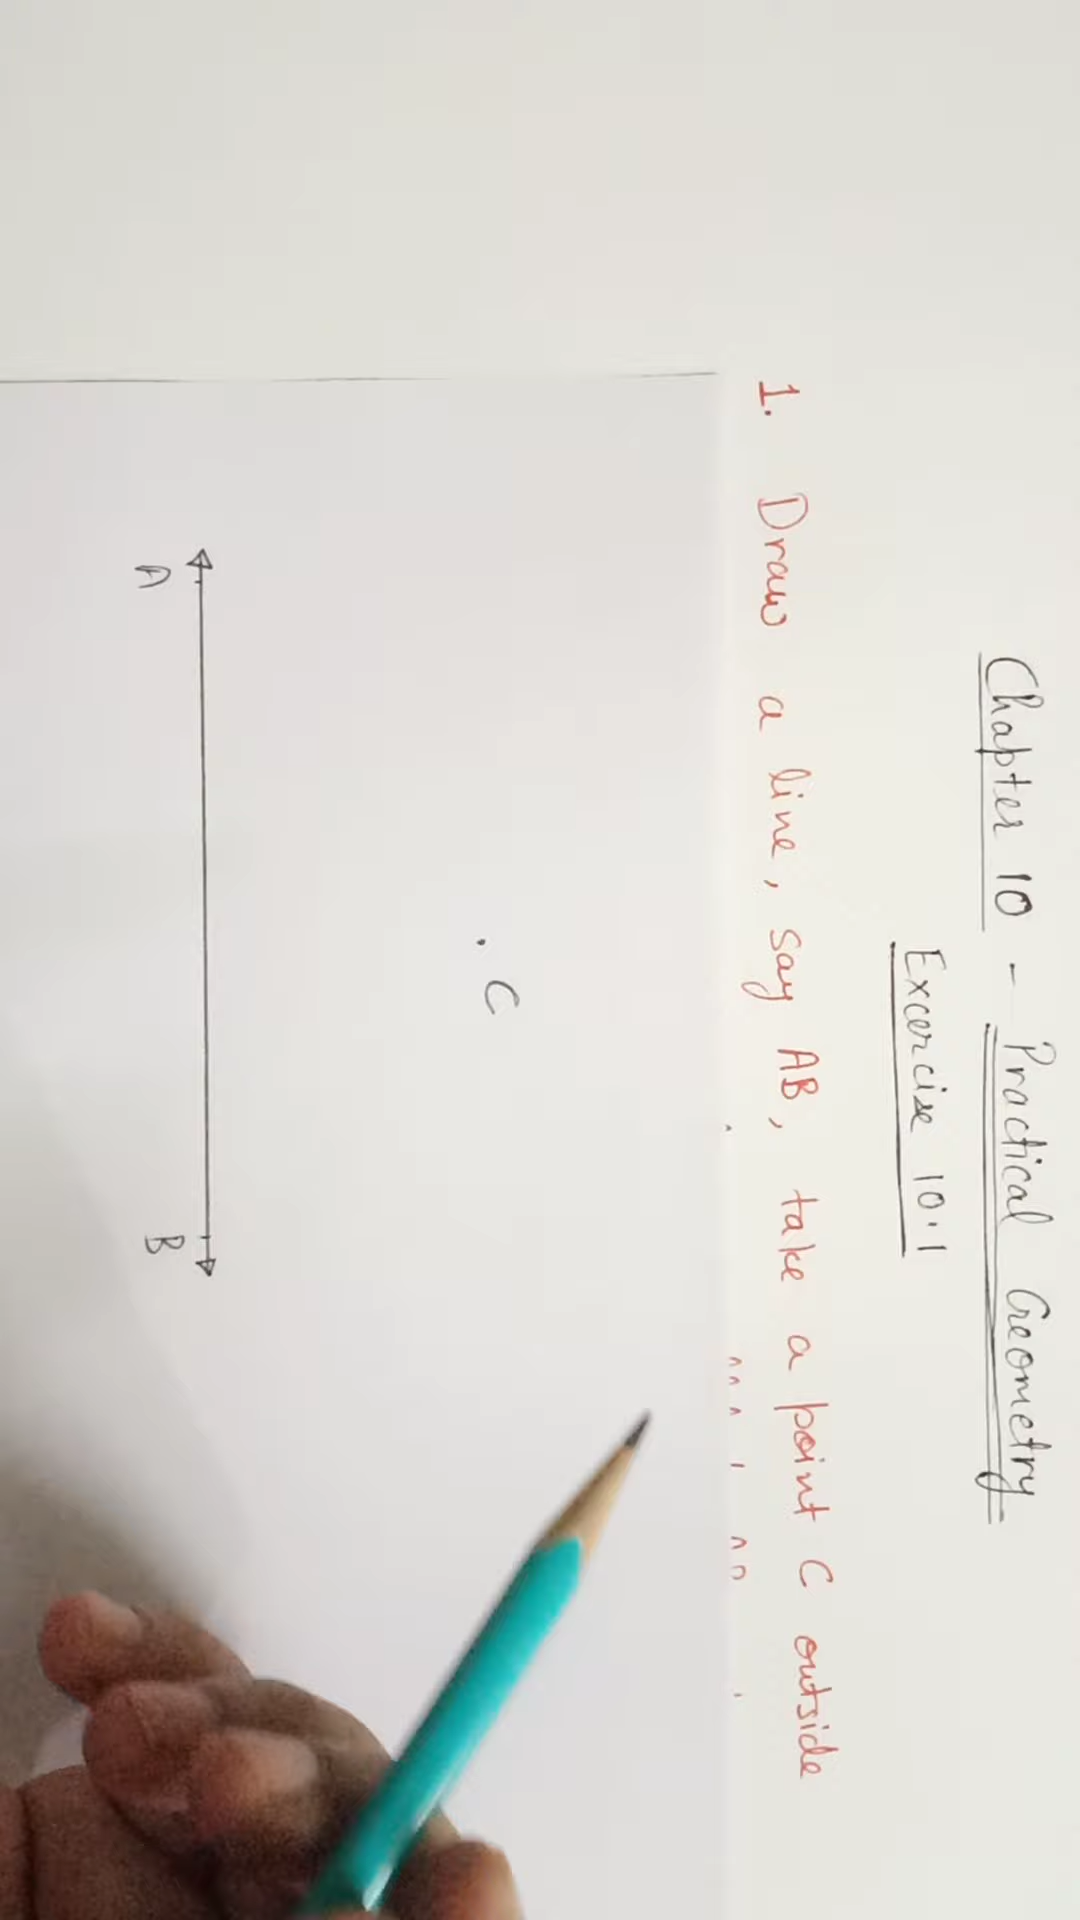 Chapter 10 - Practical Geometry
Excercise 10.1
1. Draw a line, say AB, take a point C outside
. C
A B